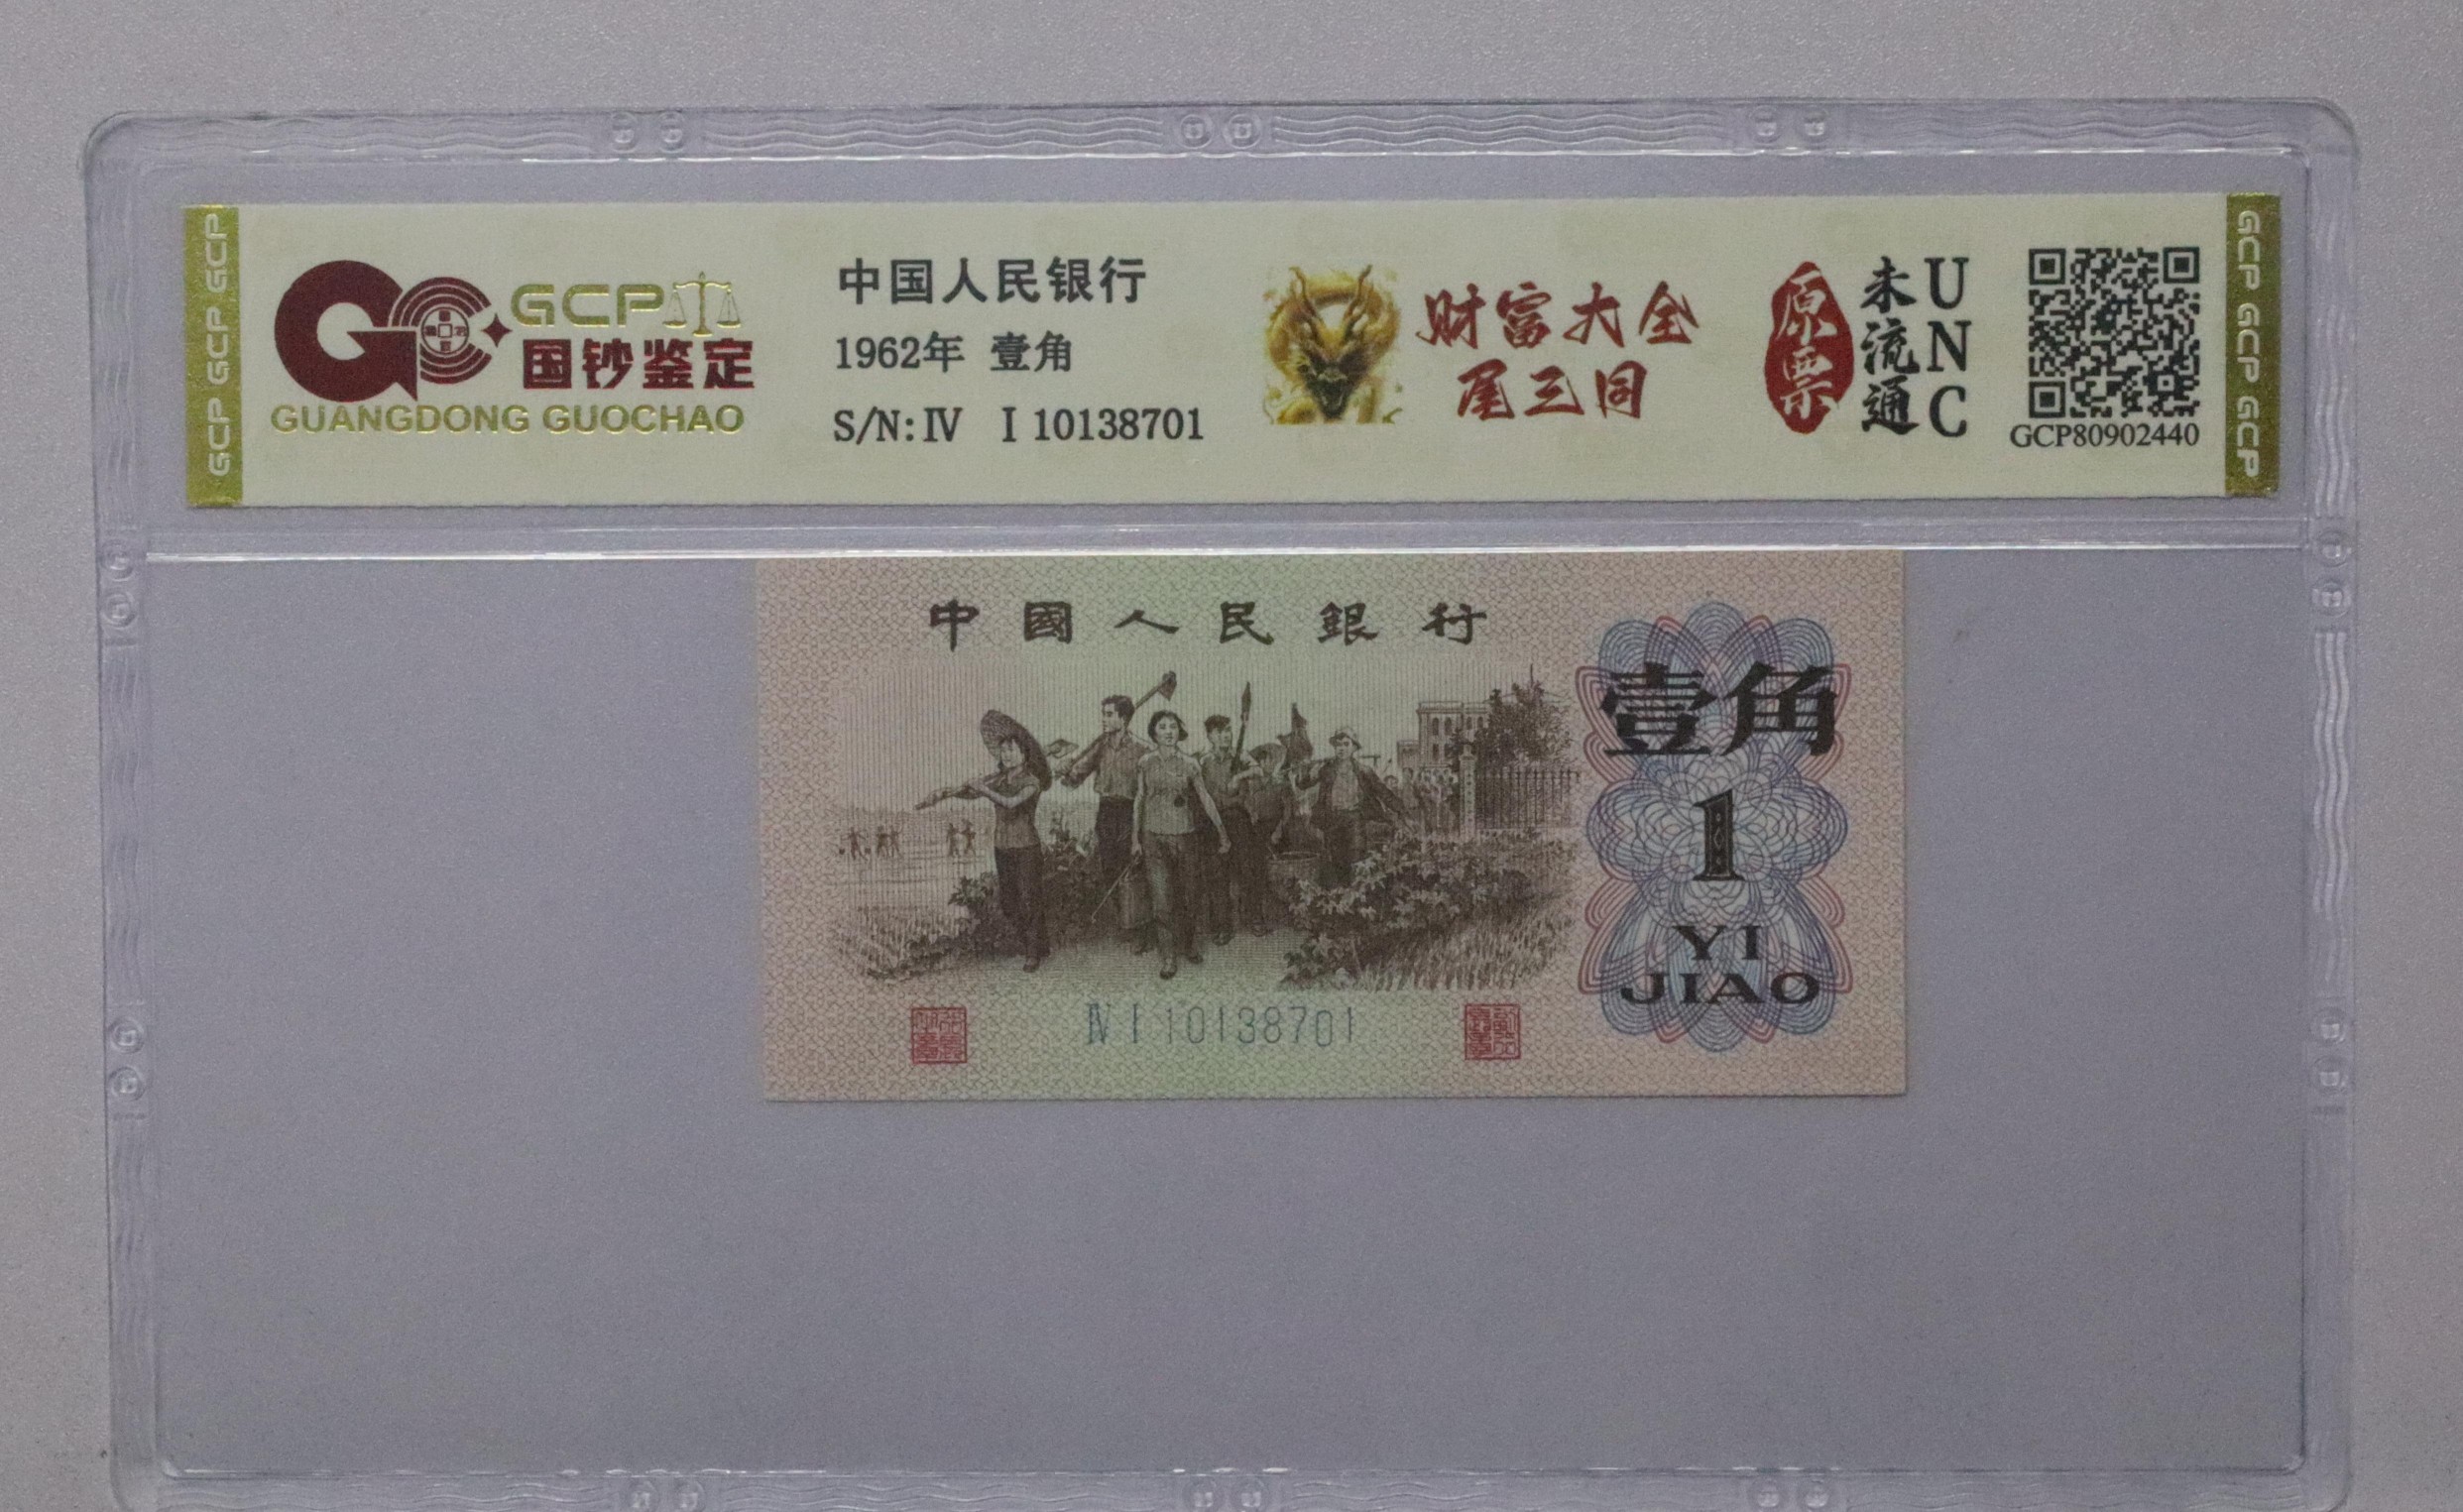 GCP GCP GCP
GCP
国钞鉴定
GUANGDONG GUOCHAO
中国人民银行
1962年 壹角
S/N: Ⅳ Ⅰ 10138701
财富大全
尾三同
原票
未流通
UNC
GCP80902440
GCP GCP GCP
中國人民銀行
壹角
1
YI
JIAO
Ⅳ Ⅰ 10138701